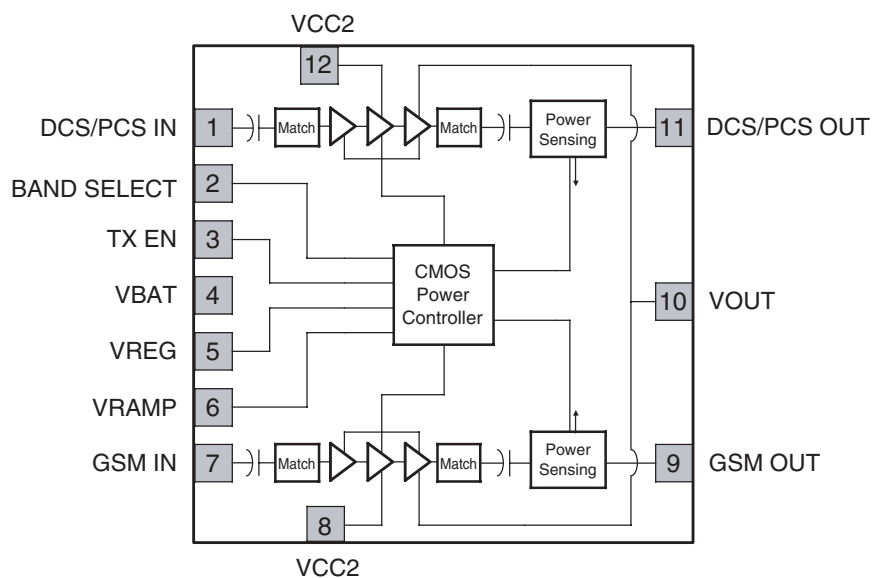 VCC2
12
DCS/PCS IN
1
Match
Match
Power
Sensing
11
DCS/PCS OUT
BAND SELECT
2
TX EN
3
VBAT
4
CMOS
Power
Controller
10
VOUT
VREG
5
VRAMP
6
GSM IN
7
Match
Match
Power
Sensing
9
GSM OUT
8
VCC2